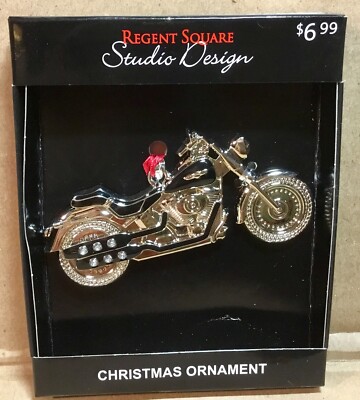 REGENT SQUARE
Studio Design
$6.99
CHRISTMAS ORNAMENT